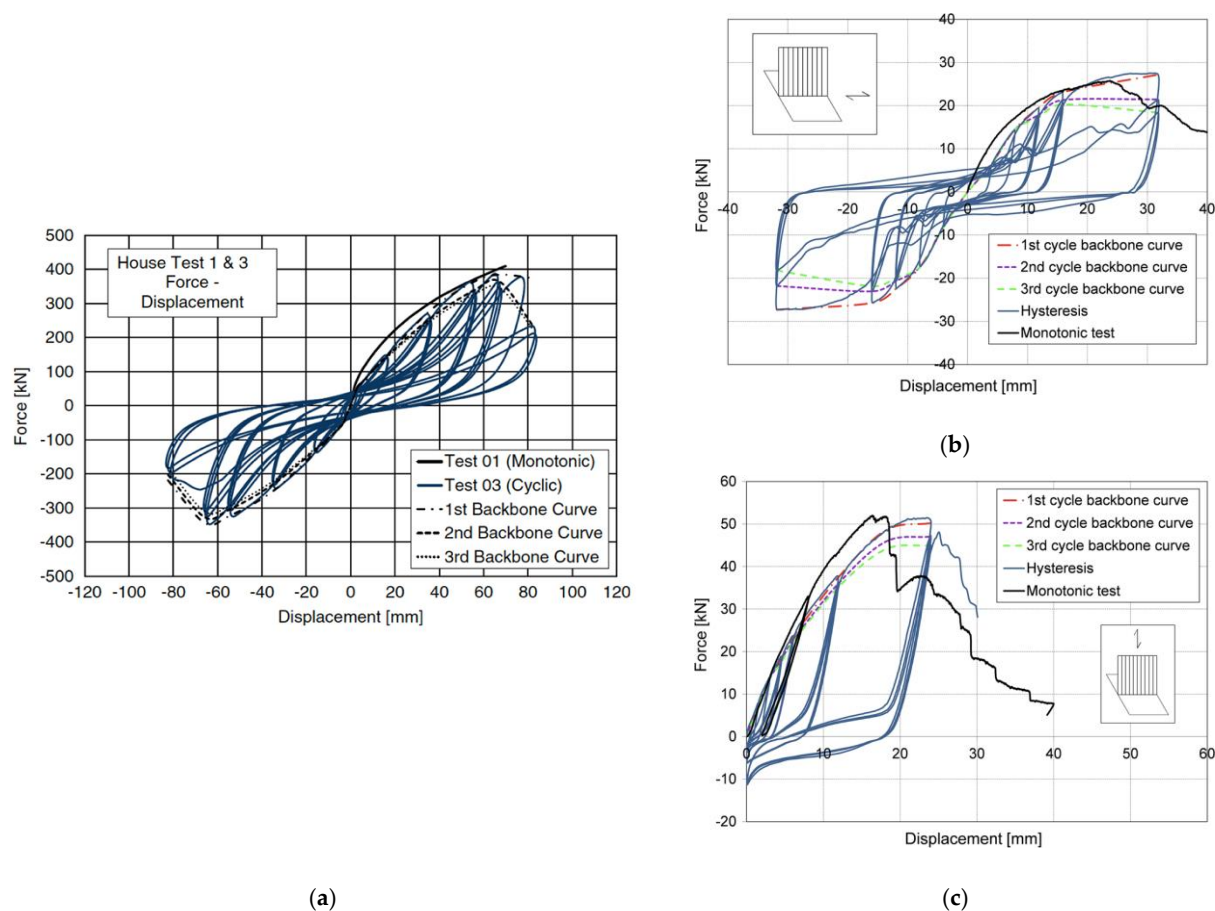 500
400
300
200
100
0
-100
-200
-300
-400
-500
Force [kN]
House Test 1 & 3
Force -
Displacement
Test 01 (Monotonic)
Test 03 (Cyclic)
1st Backbone Curve
2nd Backbone Curve
3rd Backbone Curve
-120 -100 -80 -60 -40 -20 0 20 40 60 80 100 120
Displacement [mm]
(a)
40
30
20
10
0
-10
-20
-30
-40
Force [kN]
-40 -30 -20 -10 0 10 20 30 40
1st cycle backbone curve
2nd cycle backbone curve
3rd cycle backbone curve
Hysteresis
Monotonic test
Displacement [mm]
(b)
60
50
40
30
20
10
0
-10
-20
Force [kN]
1st cycle backbone curve
2nd cycle backbone curve
3rd cycle backbone curve
Hysteresis
Monotonic test
0 10 20 30 40 50 60
Displacement [mm]
(c)